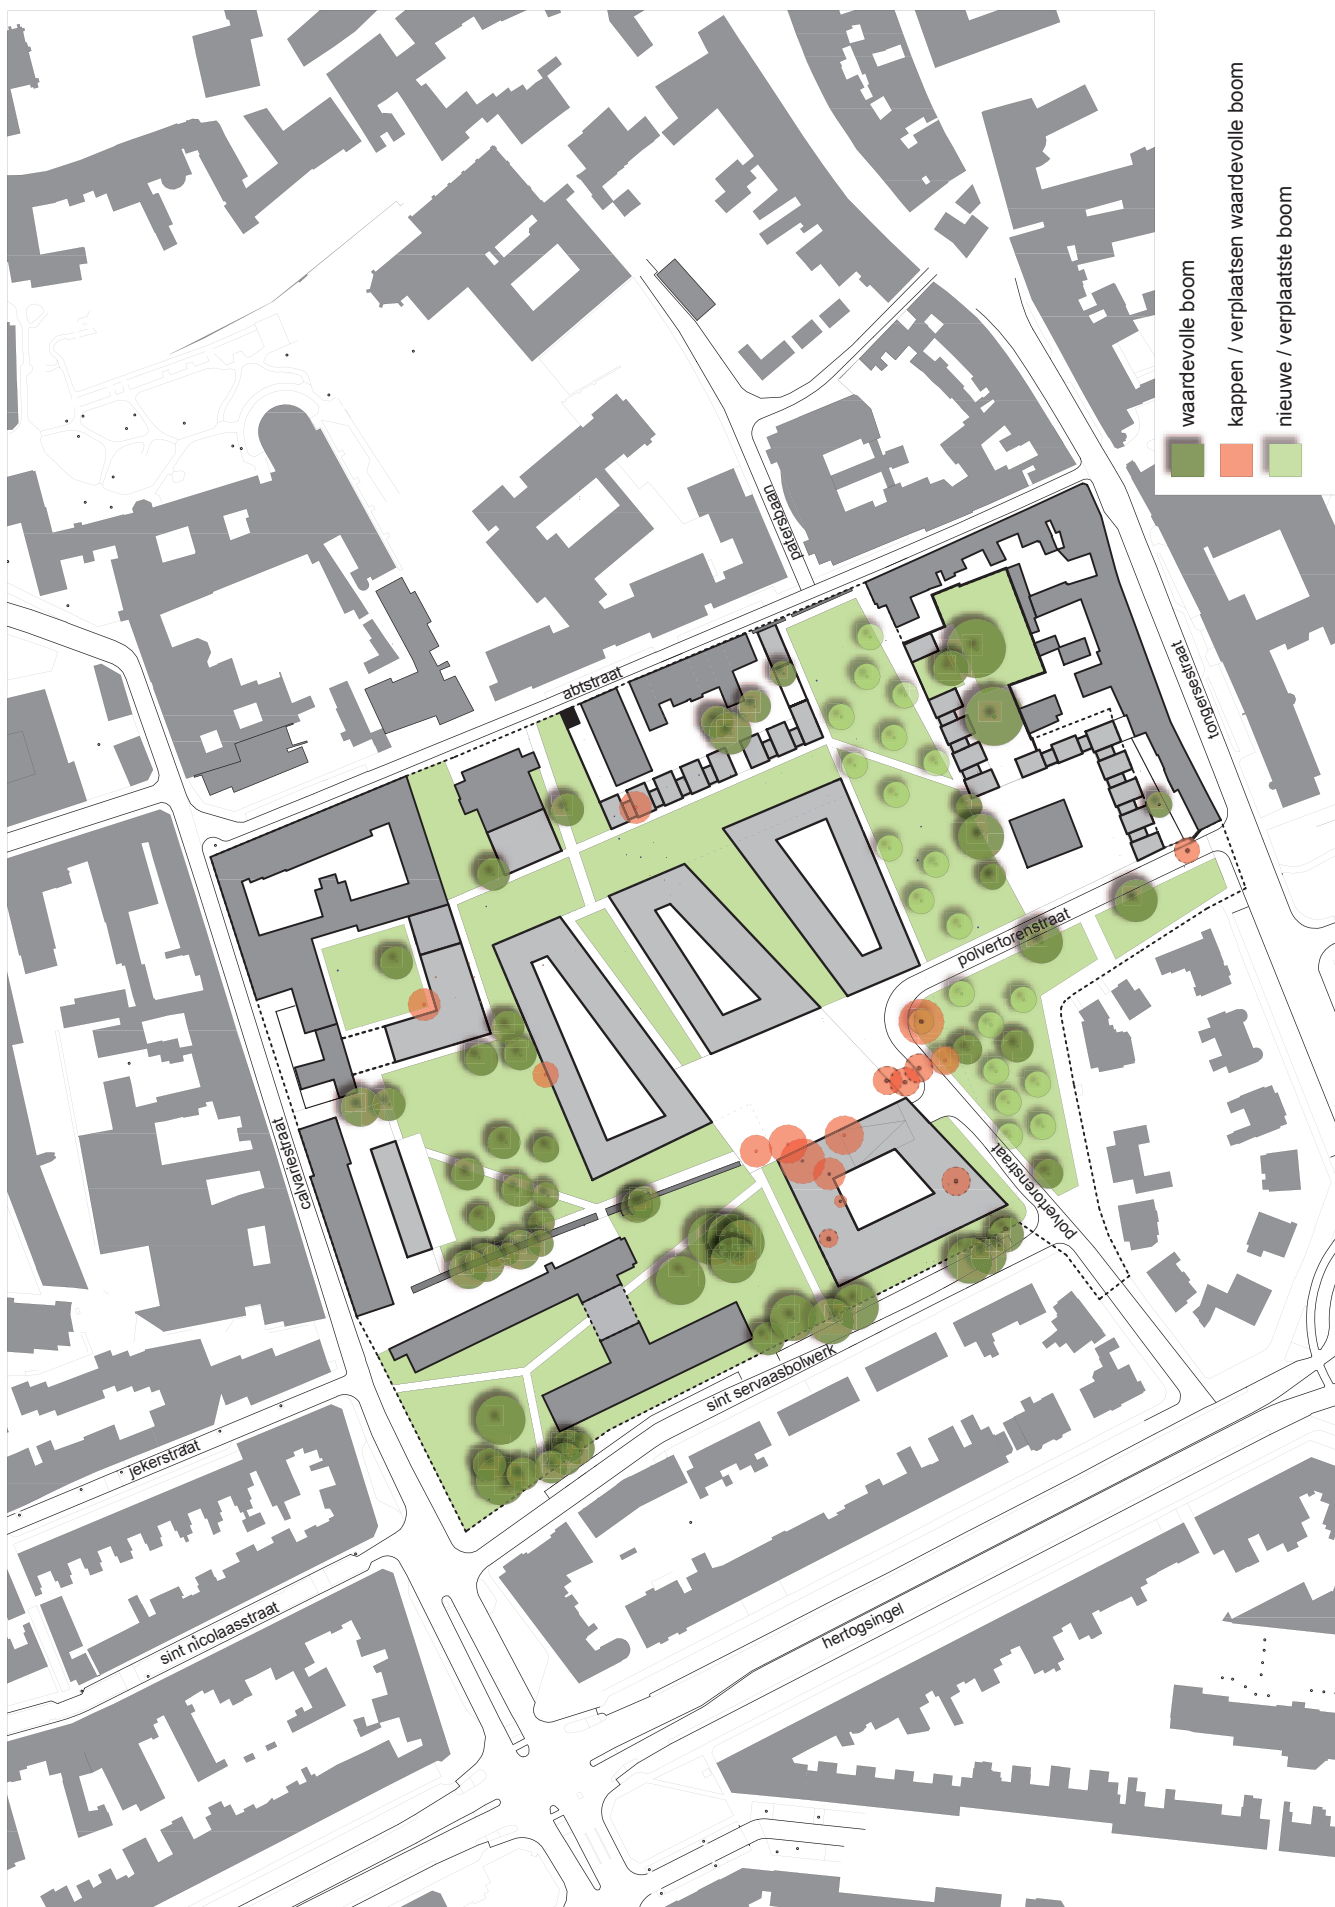 waardevolle boom
kappen / verplaatsen waardevolle boom
nieuwe / verplaatste boom
patersbaan
abtstraat
tongersestraat
polvertorenstraat
calvariestraat
polvertorenstraat
sint servaasbolwerk
jekerstraat
sint nicolaasstraat
hertogsingel